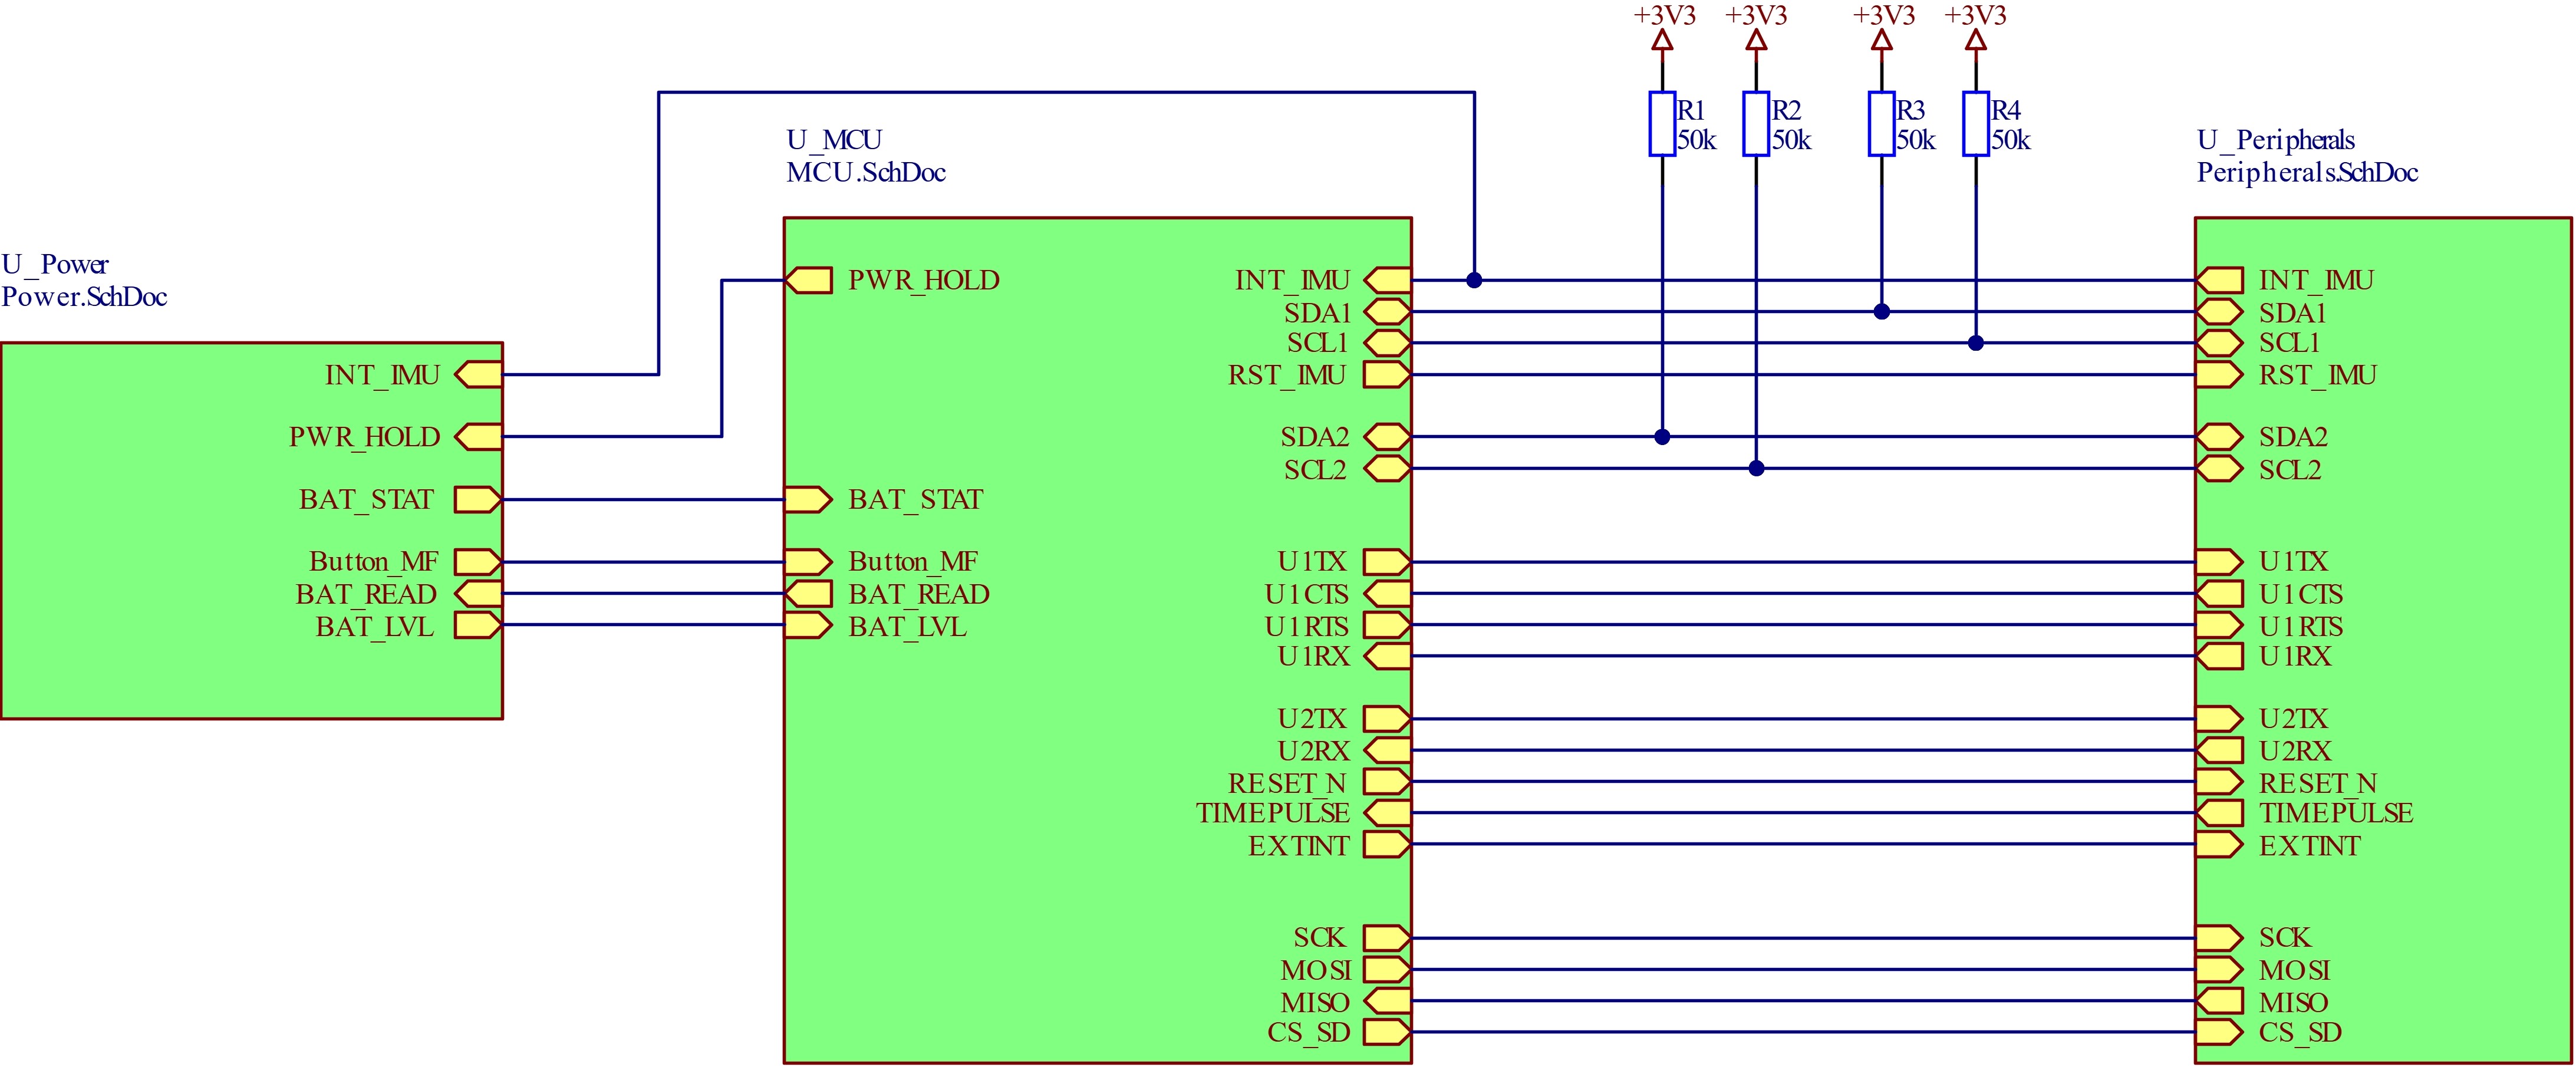 +3V3 +3V3 +3V3 +3V3
R1 R2 R3 R4
50k 50k 50k 50k
U_Power
Power.SchDoc
INT_IMU
PWR_HOLD
BAT_STAT
Button_MF
BAT_READ
BAT_LVL
U_MCU
MCU.SchDoc
PWR_HOLD
BAT_STAT
Button_MF
BAT_READ
BAT_LVL
INT_IMU
SDA1
SCL1
RST_IMU
SDA2
SCL2
U1TX
U1CTS
U1RTS
U1RX
U2TX
U2RX
RESET_N
TIMEPULSE
EXTINT
SCK
MOSI
MISO
CS_SD
U_Peripherals
Peripherals.SchDoc
INT_IMU
SDA1
SCL1
RST_IMU
SDA2
SCL2
U1TX
U1CTS
U1RTS
U1RX
U2TX
U2RX
RESET_N
TIMEPULSE
EXTINT
SCK
MOSI
MISO
CS_SD